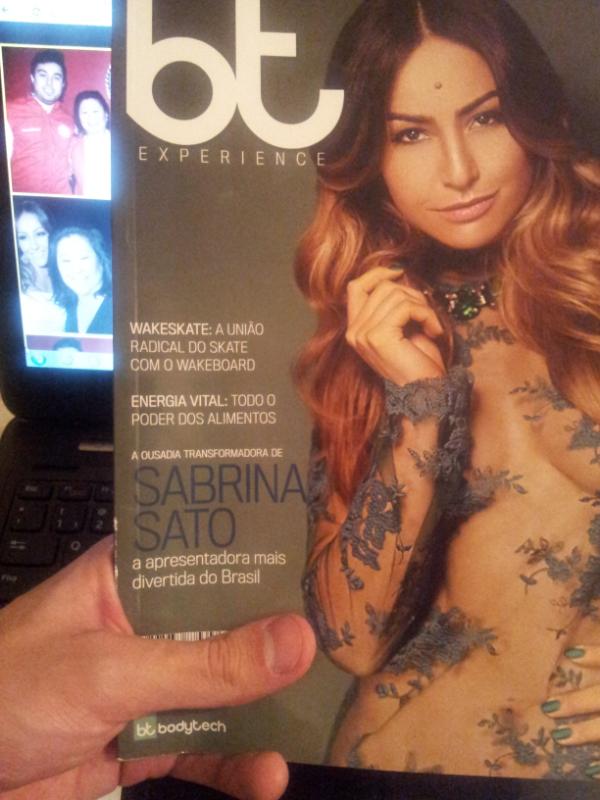 bt
EXPERIENCE
WAKESKATE: A UNIÃO
RADICAL DO SKATE
COM O WAKEBOARD
ENERGIA VITAL: TODO O
PODER DOS ALIMENTOS
A OUSADIA TRANSFORMADORA DE
SABRINA
SATO
a apresentadora mais
divertida do Brasil
bt bodytech